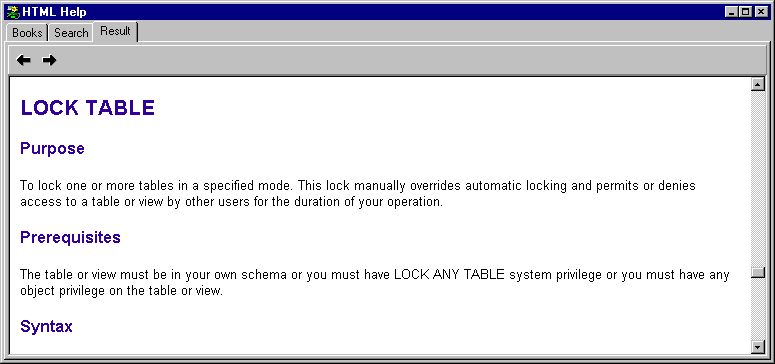 HTML Help
Books Search Result
LOCK TABLE
Purpose
To lock one or more tables in a specified mode. This lock manually overrides automatic locking and permits or denies
access to a table or view by other users for the duration of your operation.
Prerequisites
The table or view must be in your own schema or you must have LOCK ANY TABLE system privilege or you must have any
object privilege on the table or view.
Syntax